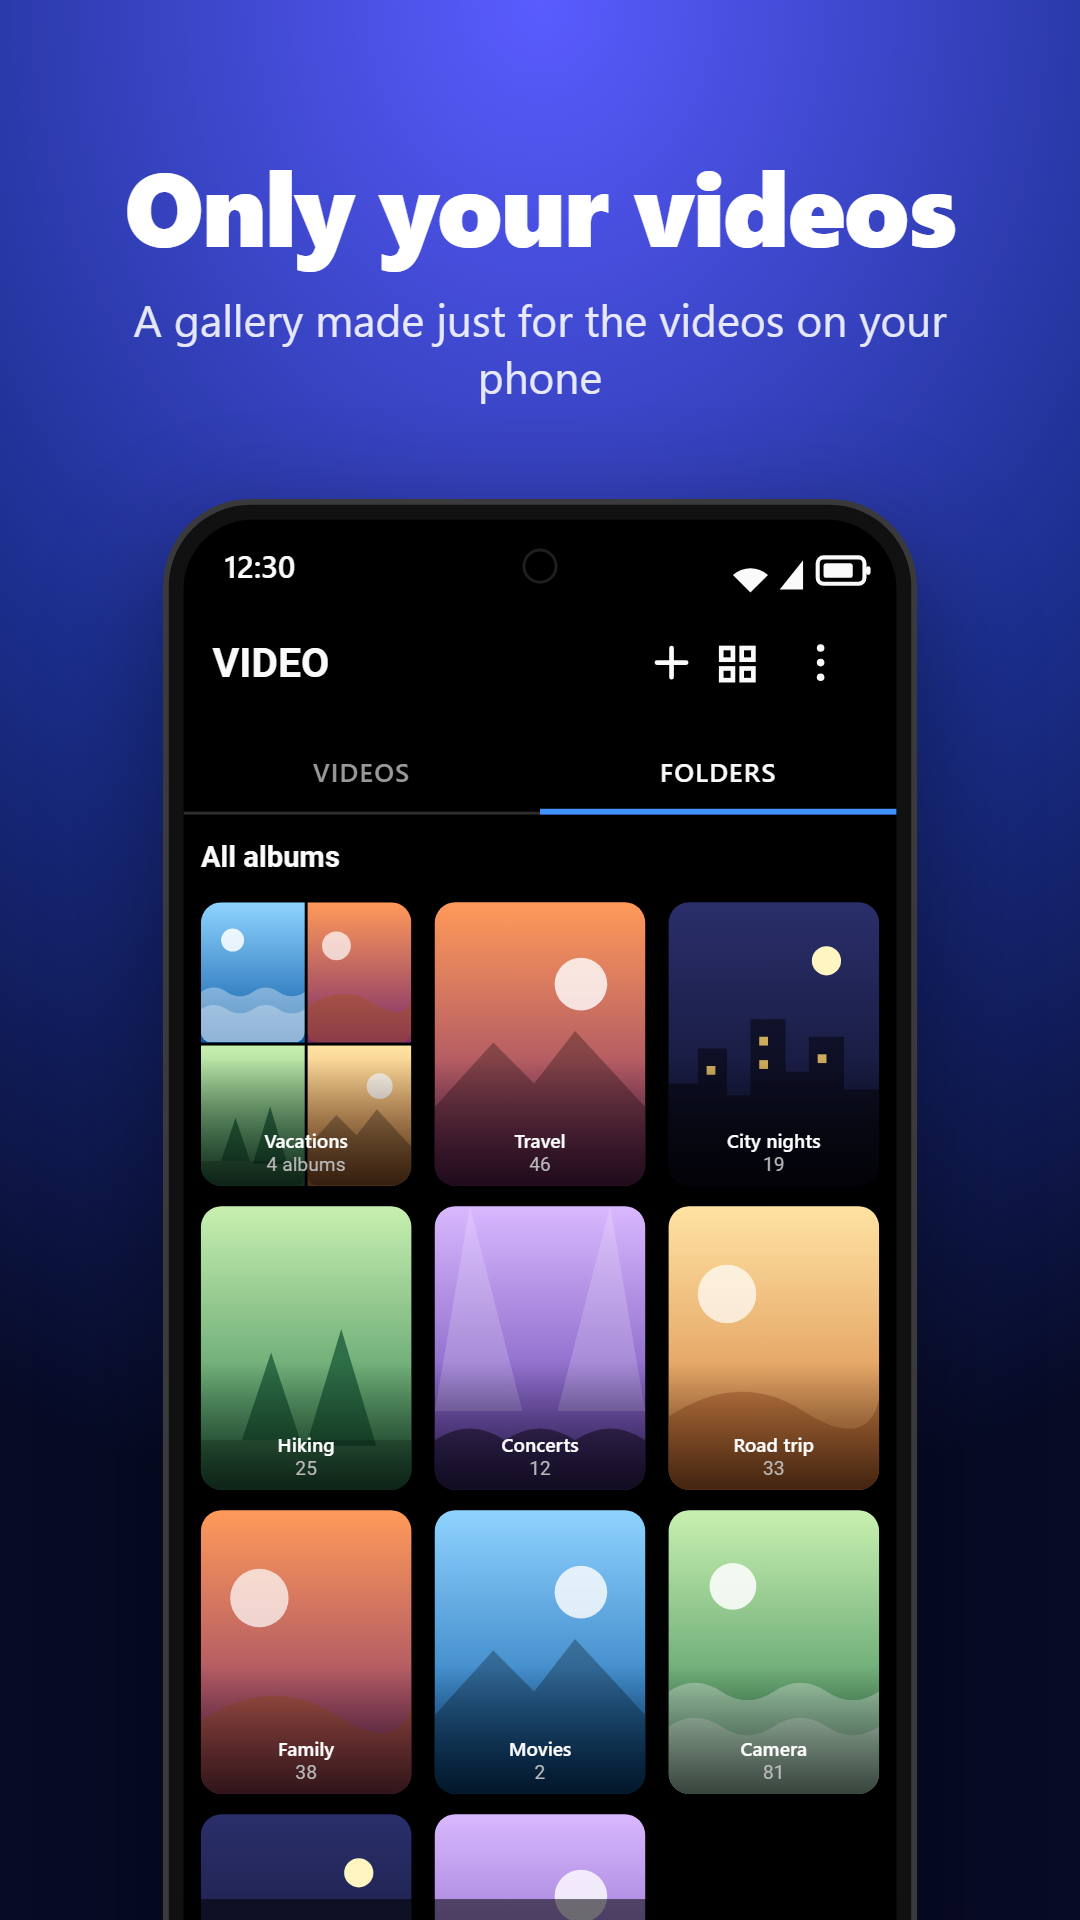 Only your videos
A gallery made just for the videos on your
phone
12:30
VIDEO
VIDEOS
FOLDERS
All albums
Vacations
4 albums
Travel
46
City nights
19
Hiking
25
Concerts
12
Road trip
33
Family
38
Movies
2
Camera
81